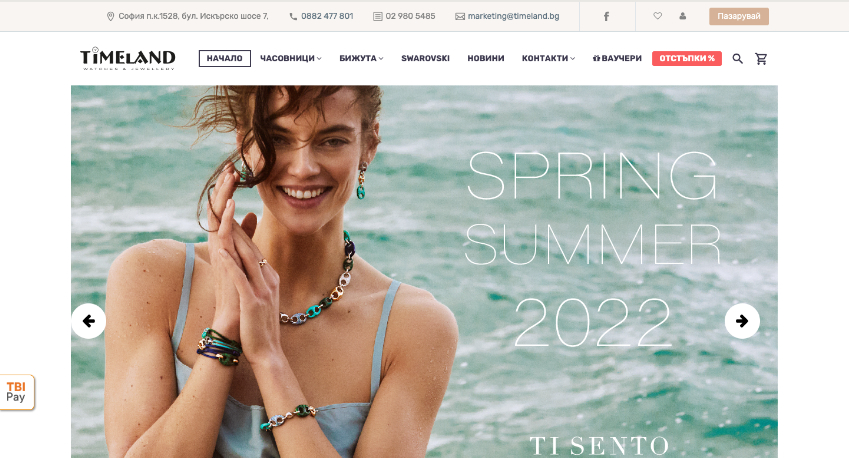 София п.к.1528, бул. Искърско шосе 7, 0882 477 801 02 980 5485 marketing@timeland.bg Пазарувай
TiMELAND
WATCHES & JEWELLERY
НАЧАЛО ЧАСОВНИЦИ БИЖУТА SWAROVSKI НОВИНИ КОНТАКТИ ВАУЧЕРИ ОТСТЪПКИ %
SPRING
SUMMER
2022
TBI
Pay
TI SENTO